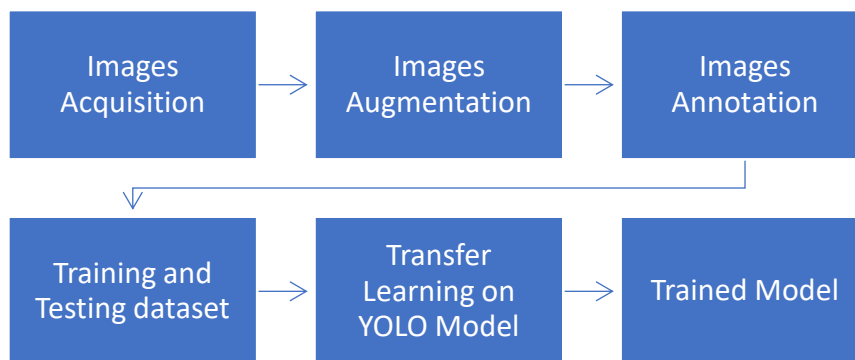 Images
Acquisition
Images
Augmentation
Images
Annotation
Training and
Testing dataset
Transfer
Learning on
YOLO Model
Trained Model